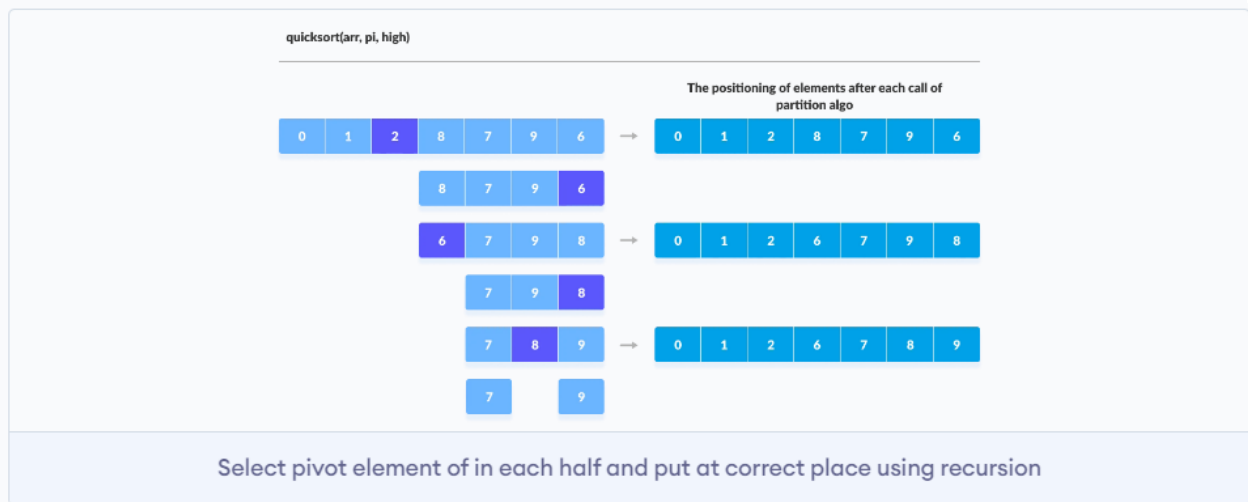 quicksort(arr, pi, high)
The positioning of elements after each call of
partition algo
0 1 2 8 7 9 6 → 0 1 2 8 7 9 6
8 7 9 6
6 7 9 8 → 0 1 2 6 7 9 8
7 9 8
7 8 9 → 0 1 2 6 7 8 9
7 9
Select pivot element of in each half and put at correct place using recursion